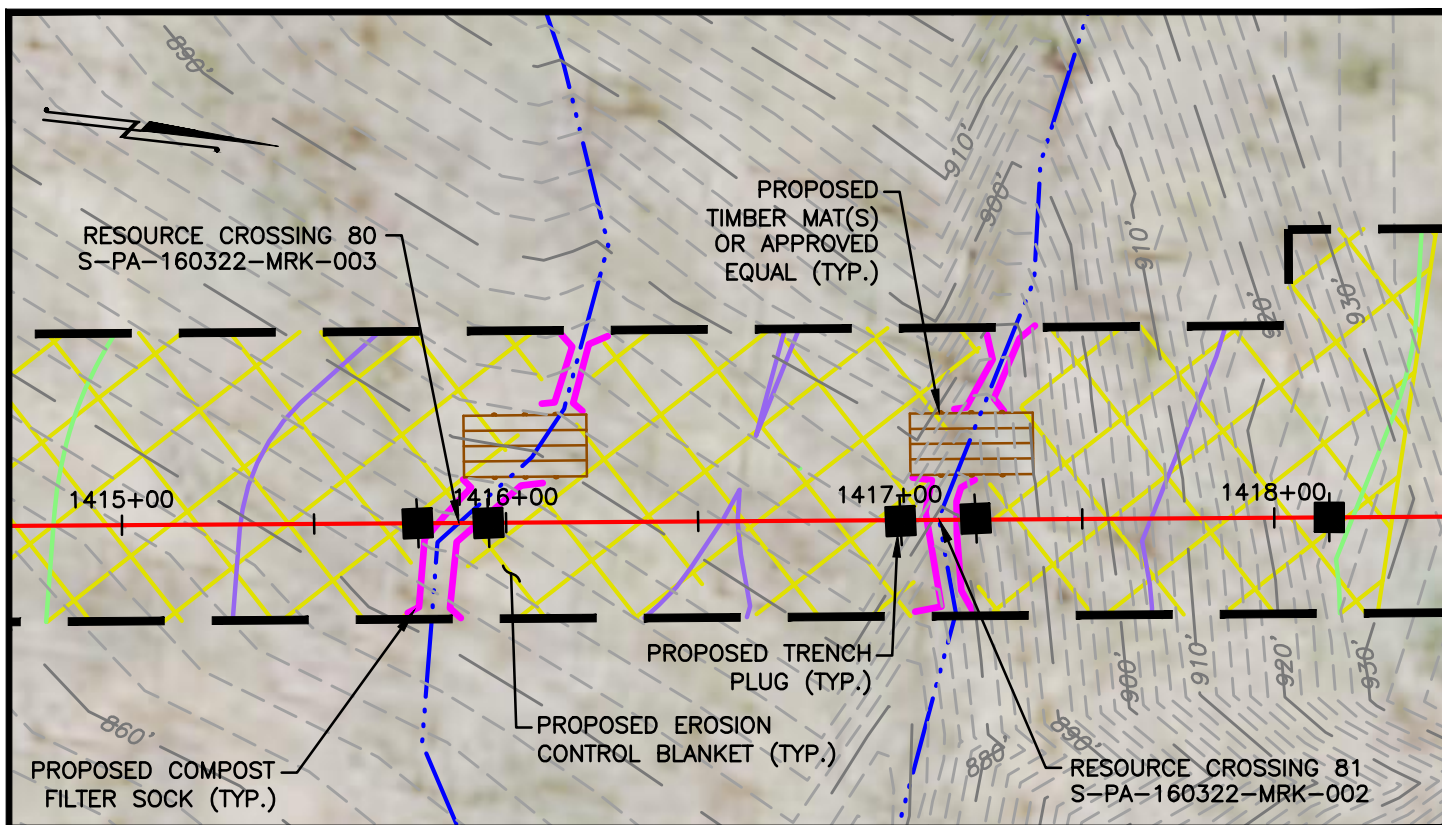 890'
910'
900'
PROPOSED
TIMBER MAT(S)
OR APPROVED
EQUAL (TYP.)
RESOURCE CROSSING 80
S-PA-160322-MRK-003
910'
920'
930'
1415+00
1416+00
1417+00
1418+00
PROPOSED TRENCH
PLUG (TYP.)
900'
910'
920'
930'
860'
PROPOSED EROSION
CONTROL BLANKET (TYP.)
890'
880'
PROPOSED COMPOST
FILTER SOCK (TYP.)
RESOURCE CROSSING 81
S-PA-160322-MRK-002